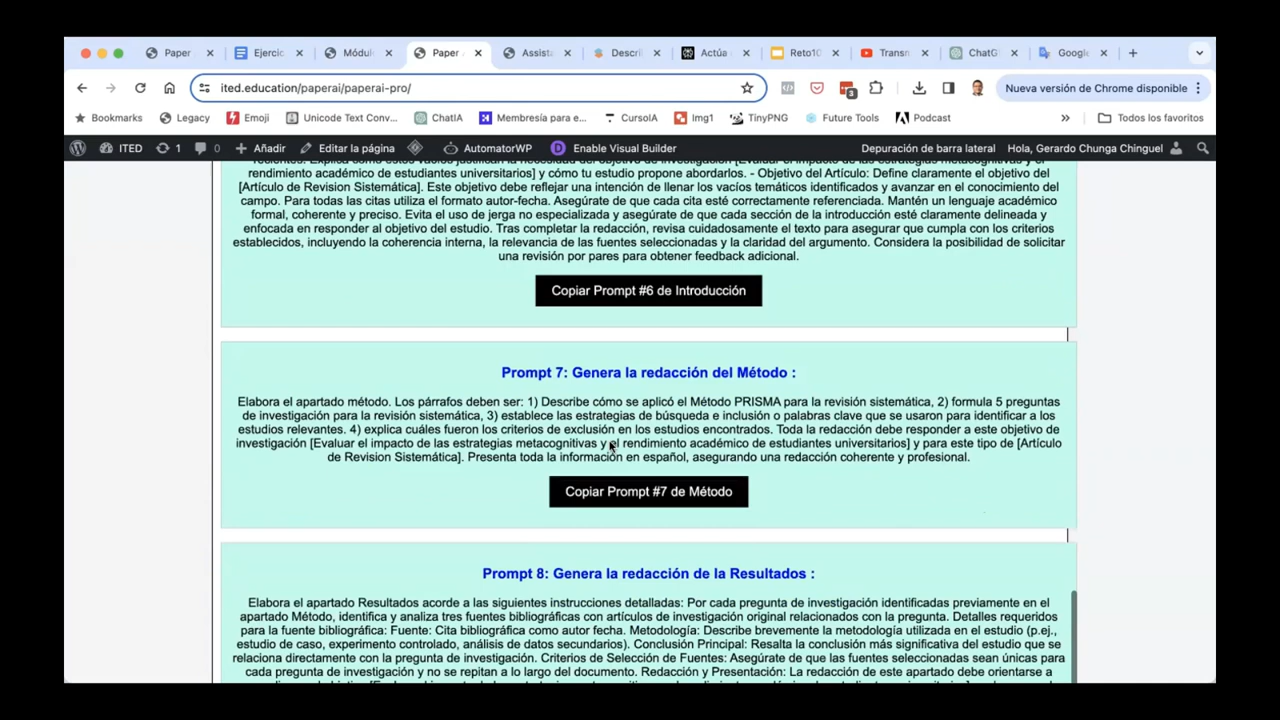 Paper
Ejercic
Módul
Paper
Assist
Descri
Actúa
Reto10
Transn
ChatG
Google
ited.education/paperai/paperai-pro/
3
Nueva versión de Chrome disponible
Bookmarks
Legacy
Emoji
Unicode Text Conv...
ChatIA
Membresía para e...
CursoIA
Img1
TinyPNG
Future Tools
Podcast
Todos los favoritos
ITED
1
0
Añadir
Editar la página
AutomatorWP
Enable Visual Builder
Depuración de barra lateral
Hola, Gerardo Chunga Chinguel
recientes. Explica cómo estos vacíos justifican la necesidad del objetivo de investigación [Evaluar el impacto de las estrategias metacognitivas y el
rendimiento académico de estudiantes universitarios] y cómo tu estudio propone abordarlos. - Objetivo del Artículo: Define claramente el objetivo del
[Artículo de Revision Sistemática]. Este objetivo debe reflejar una intención de llenar los vacíos temáticos identificados y avanzar en el conocimiento del
campo. Para todas las citas utiliza el formato autor-fecha. Asegúrate de que cada cita esté correctamente referenciada. Mantén un lenguaje académico
formal, coherente y preciso. Evita el uso de jerga no especializada y asegúrate de que cada sección de la introducción esté claramente delineada y
enfocada en responder al objetivo del estudio. Tras completar la redacción, revisa cuidadosamente el texto para asegurar que cumpla con los criterios
establecidos, incluyendo la coherencia interna, la relevancia de las fuentes seleccionadas y la claridad del argumento. Considera la posibilidad de solicitar
una revisión por pares para obtener feedback adicional.
Copiar Prompt #6 de Introducción
Prompt 7: Genera la redacción del Método :
Elabora el apartado método. Los párrafos deben ser: 1) Describe cómo se aplicó el Método PRISMA para la revisión sistemática, 2) formula 5 preguntas
de investigación para la revisión sistemática, 3) establece las estrategias de búsqueda e inclusión o palabras clave que se usaron para identificar a los
estudios relevantes. 4) explica cuáles fueron los criterios de exclusión en los estudios encontrados. Toda la redacción debe responder a este objetivo de
investigación [Evaluar el impacto de las estrategias metacognitivas y el rendimiento académico de estudiantes universitarios] y para este tipo de [Artículo
de Revision Sistemática]. Presenta toda la información en español, asegurando una redacción coherente y profesional.
Copiar Prompt #7 de Método
Prompt 8: Genera la redacción de la Resultados :
Elabora el apartado Resultados acorde a las siguientes instrucciones detalladas: Por cada pregunta de investigación identificadas previamente en el
apartado Método, identifica y analiza tres fuentes bibliográficas con artículos de investigación original relacionados con la pregunta. Detalles requeridos
para la fuente bibliográfica: Fuente: Cita bibliográfica como autor fecha. Metodología: Describe brevemente la metodología utilizada en el estudio (p.ej.,
estudio de caso, experimento controlado, análisis de datos secundarios). Conclusión Principal: Resalta la conclusión más significativa del estudio que se
relaciona directamente con la pregunta de investigación. Criterios de Selección de Fuentes: Asegúrate de que las fuentes seleccionadas sean únicas para
cada pregunta de investigación y no se repitan a lo largo del documento. Redacción y Presentación: La redacción de este apartado debe orientarse a